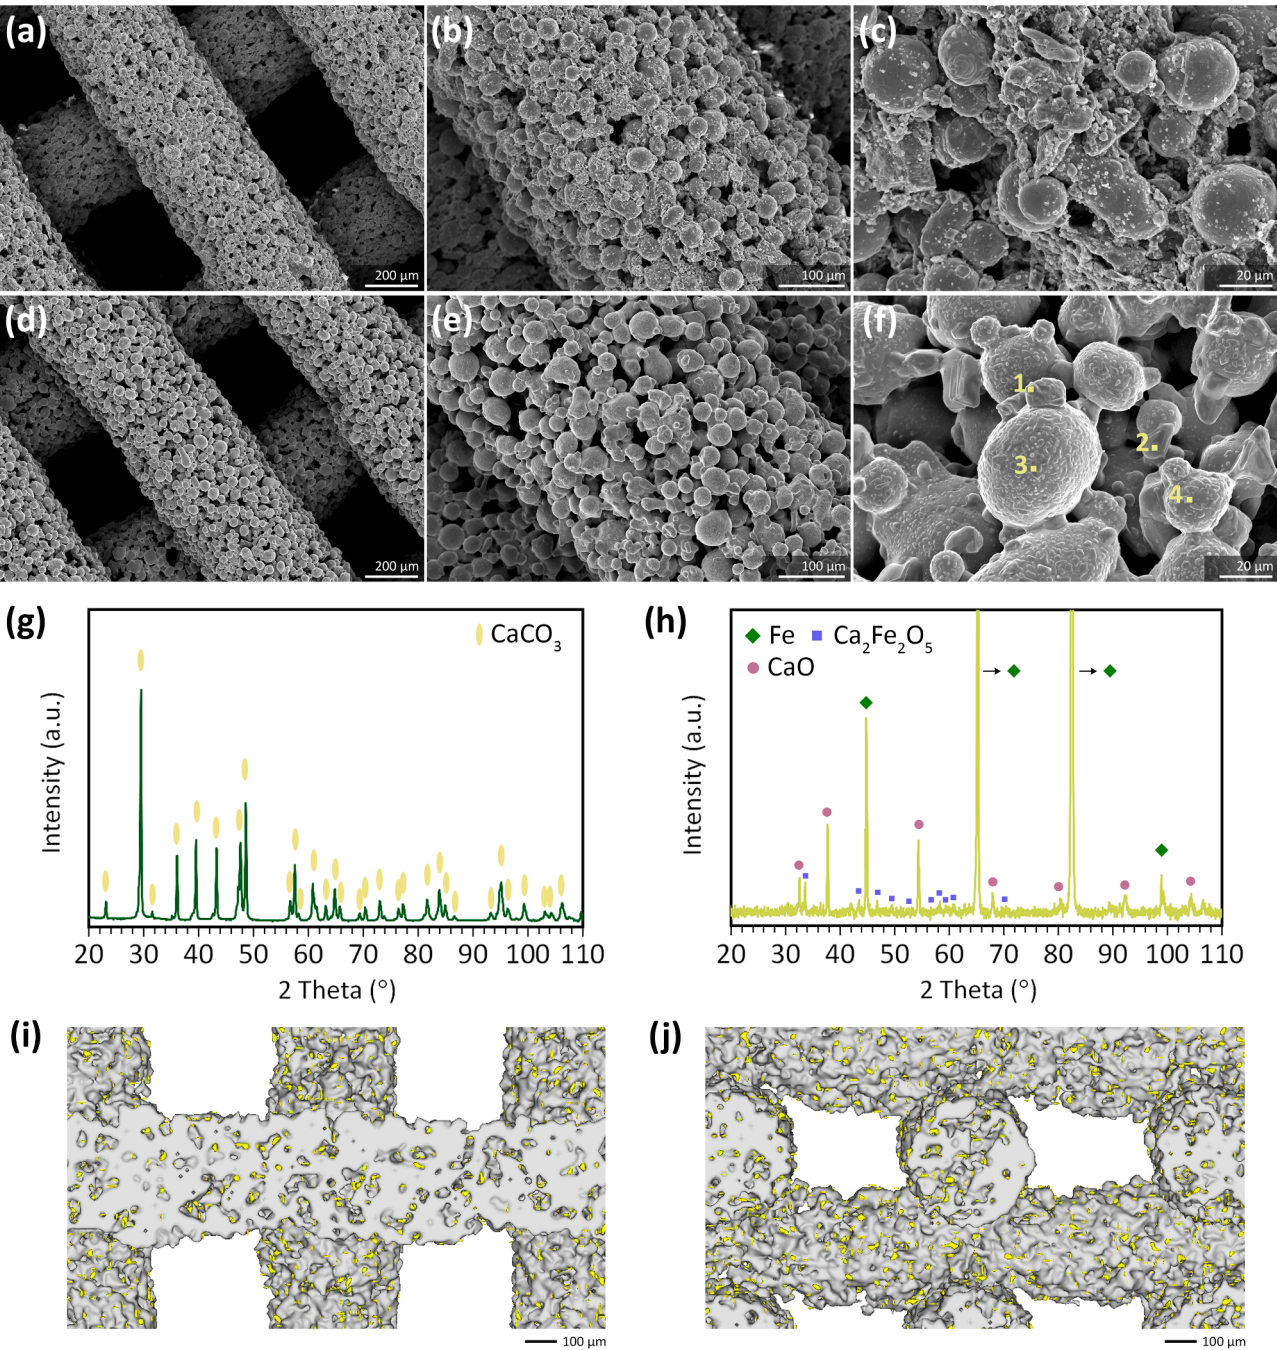 (a)
200 µm
(b)
100 µm
(c)
20 µm
(d)
200 µm
(e)
100 µm
(f)
1
2
3
4
20 µm
(g)
CaCO3
Intensity (a.u.)
20 30 40 50 60 70 80 90 100 110
2 Theta (°)
(h)
Fe Ca2Fe2O5
CaO
Intensity (a.u.)
20 30 40 50 60 70 80 90 100 110
2 Theta (°)
(i)
100 µm
(j)
100 µm